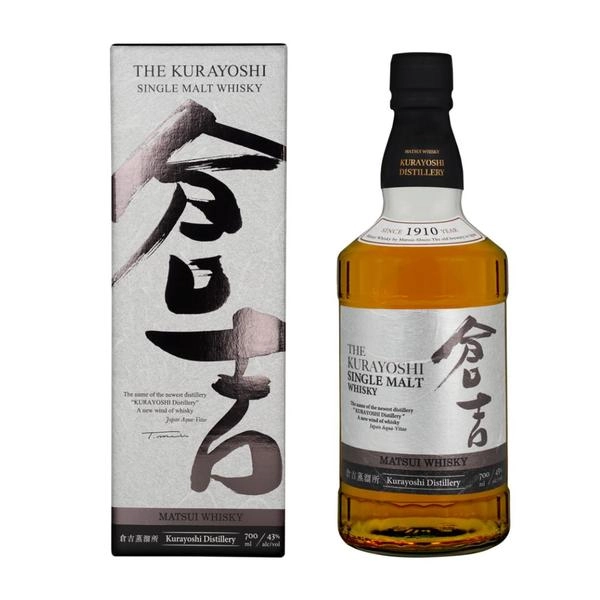 THE KURAYOSHI
SINGLE MALT WHISKY
倉吉
The name of the newest distillery
"KURAYOSHI Distillery"
A new wind of whisky
Japan Aqua-Vitae
MATSUI WHISKY
倉吉蒸溜所 Kurayoshi Distillery 700 ml / 43% alc/vol
MATSUI WHISKY
KURAYOSHI
DISTILLERY
SINCE 1910 YEAR
THE
KURAYOSHI
SINGLE MALT
WHISKY
倉吉
The name of the newest distillery
"KURAYOSHI Distillery"
A new wind of whisky
Japan Aqua-Vitae
MATSUI WHISKY
倉吉蒸溜所 Kurayoshi Distillery 700 ml / 43% alc/vol